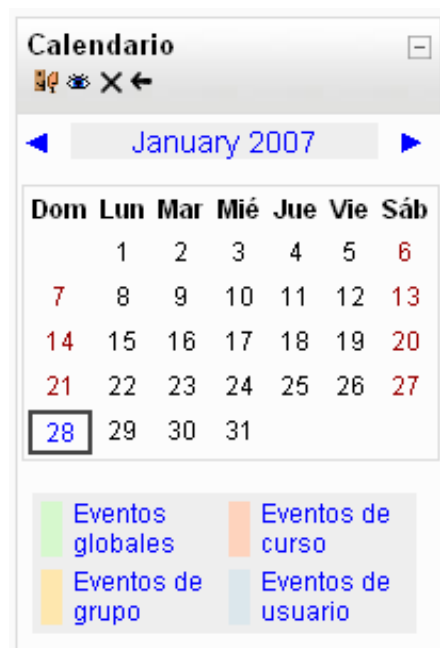 Calendario
January 2007
Dom Lun Mar Mié Jue Vie Sáb
1 2 3 4 5 6
7 8 9 10 11 12 13
14 15 16 17 18 19 20
21 22 23 24 25 26 27
28 29 30 31
Eventos globales
Eventos de curso
Eventos de grupo
Eventos de usuario